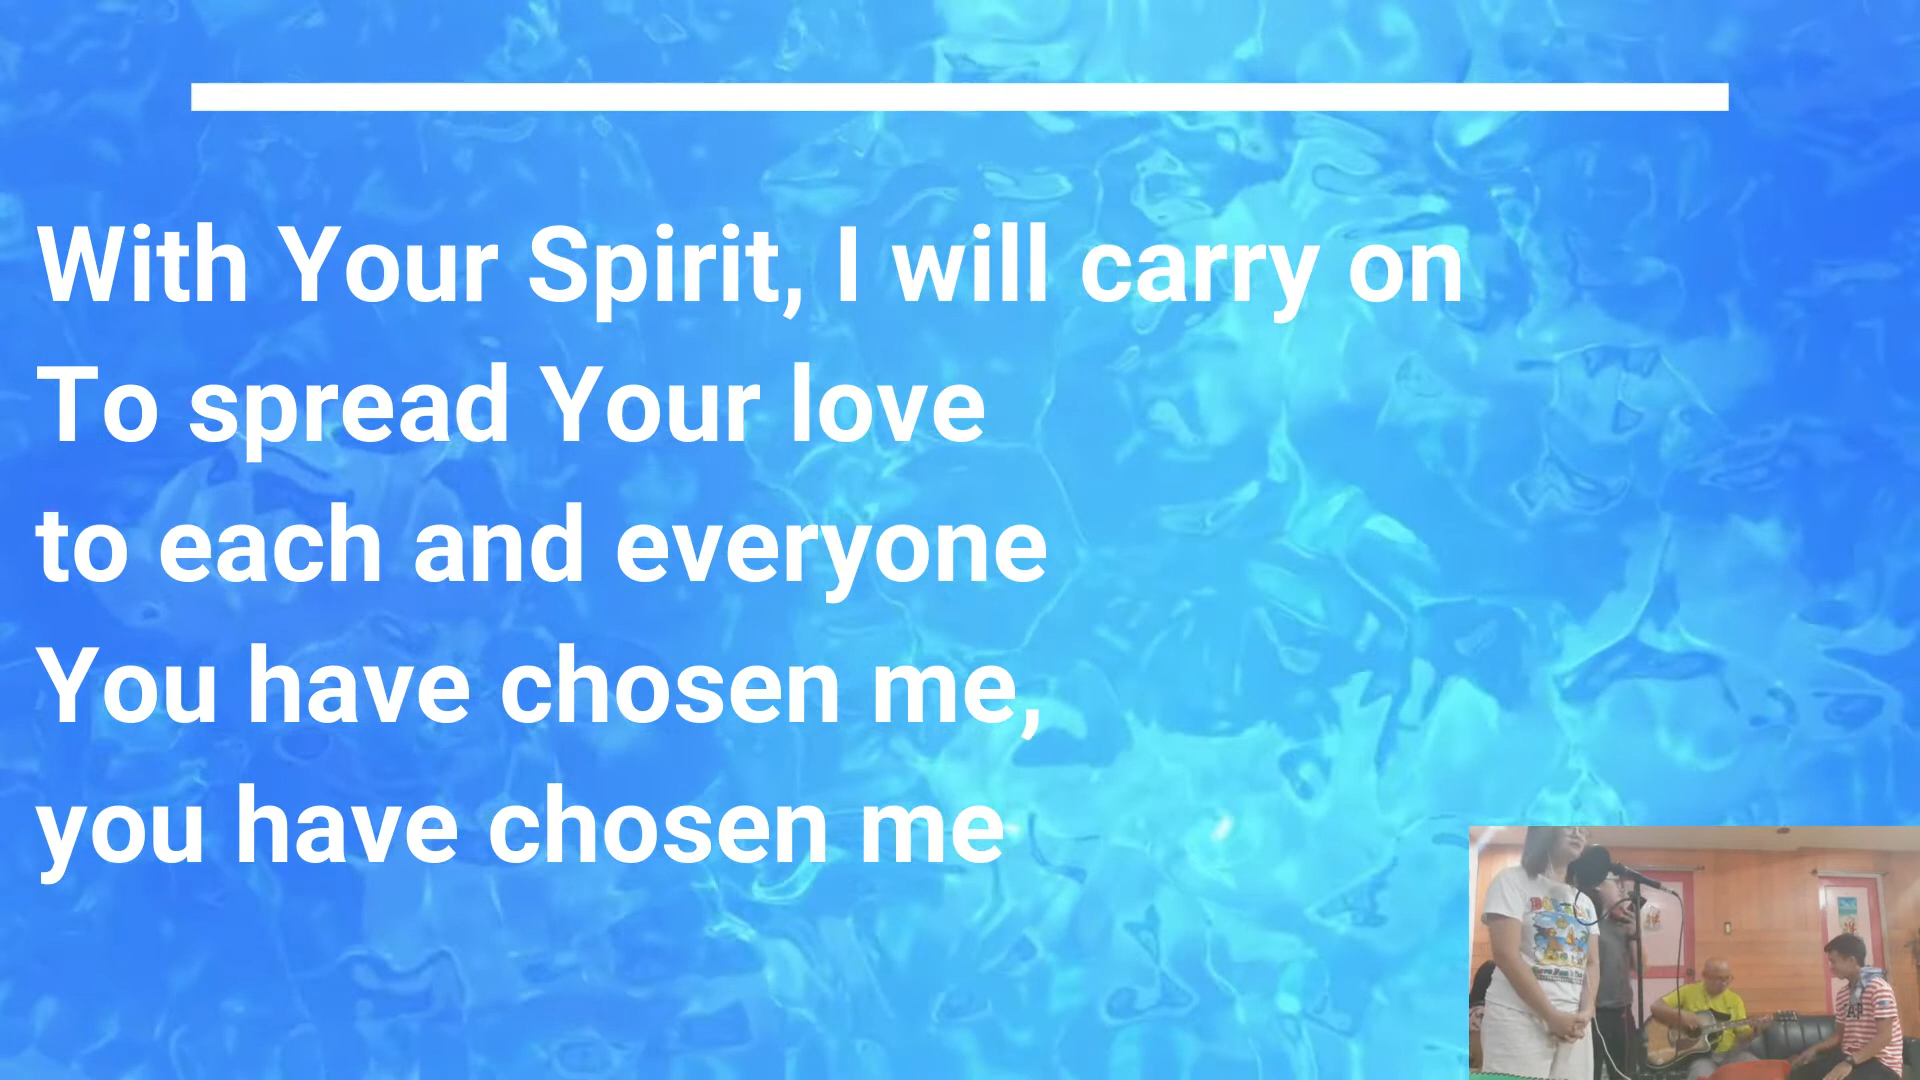 With Your Spirit, I will carry on
To spread Your love
to each and everyone
You have chosen me,
you have chosen me